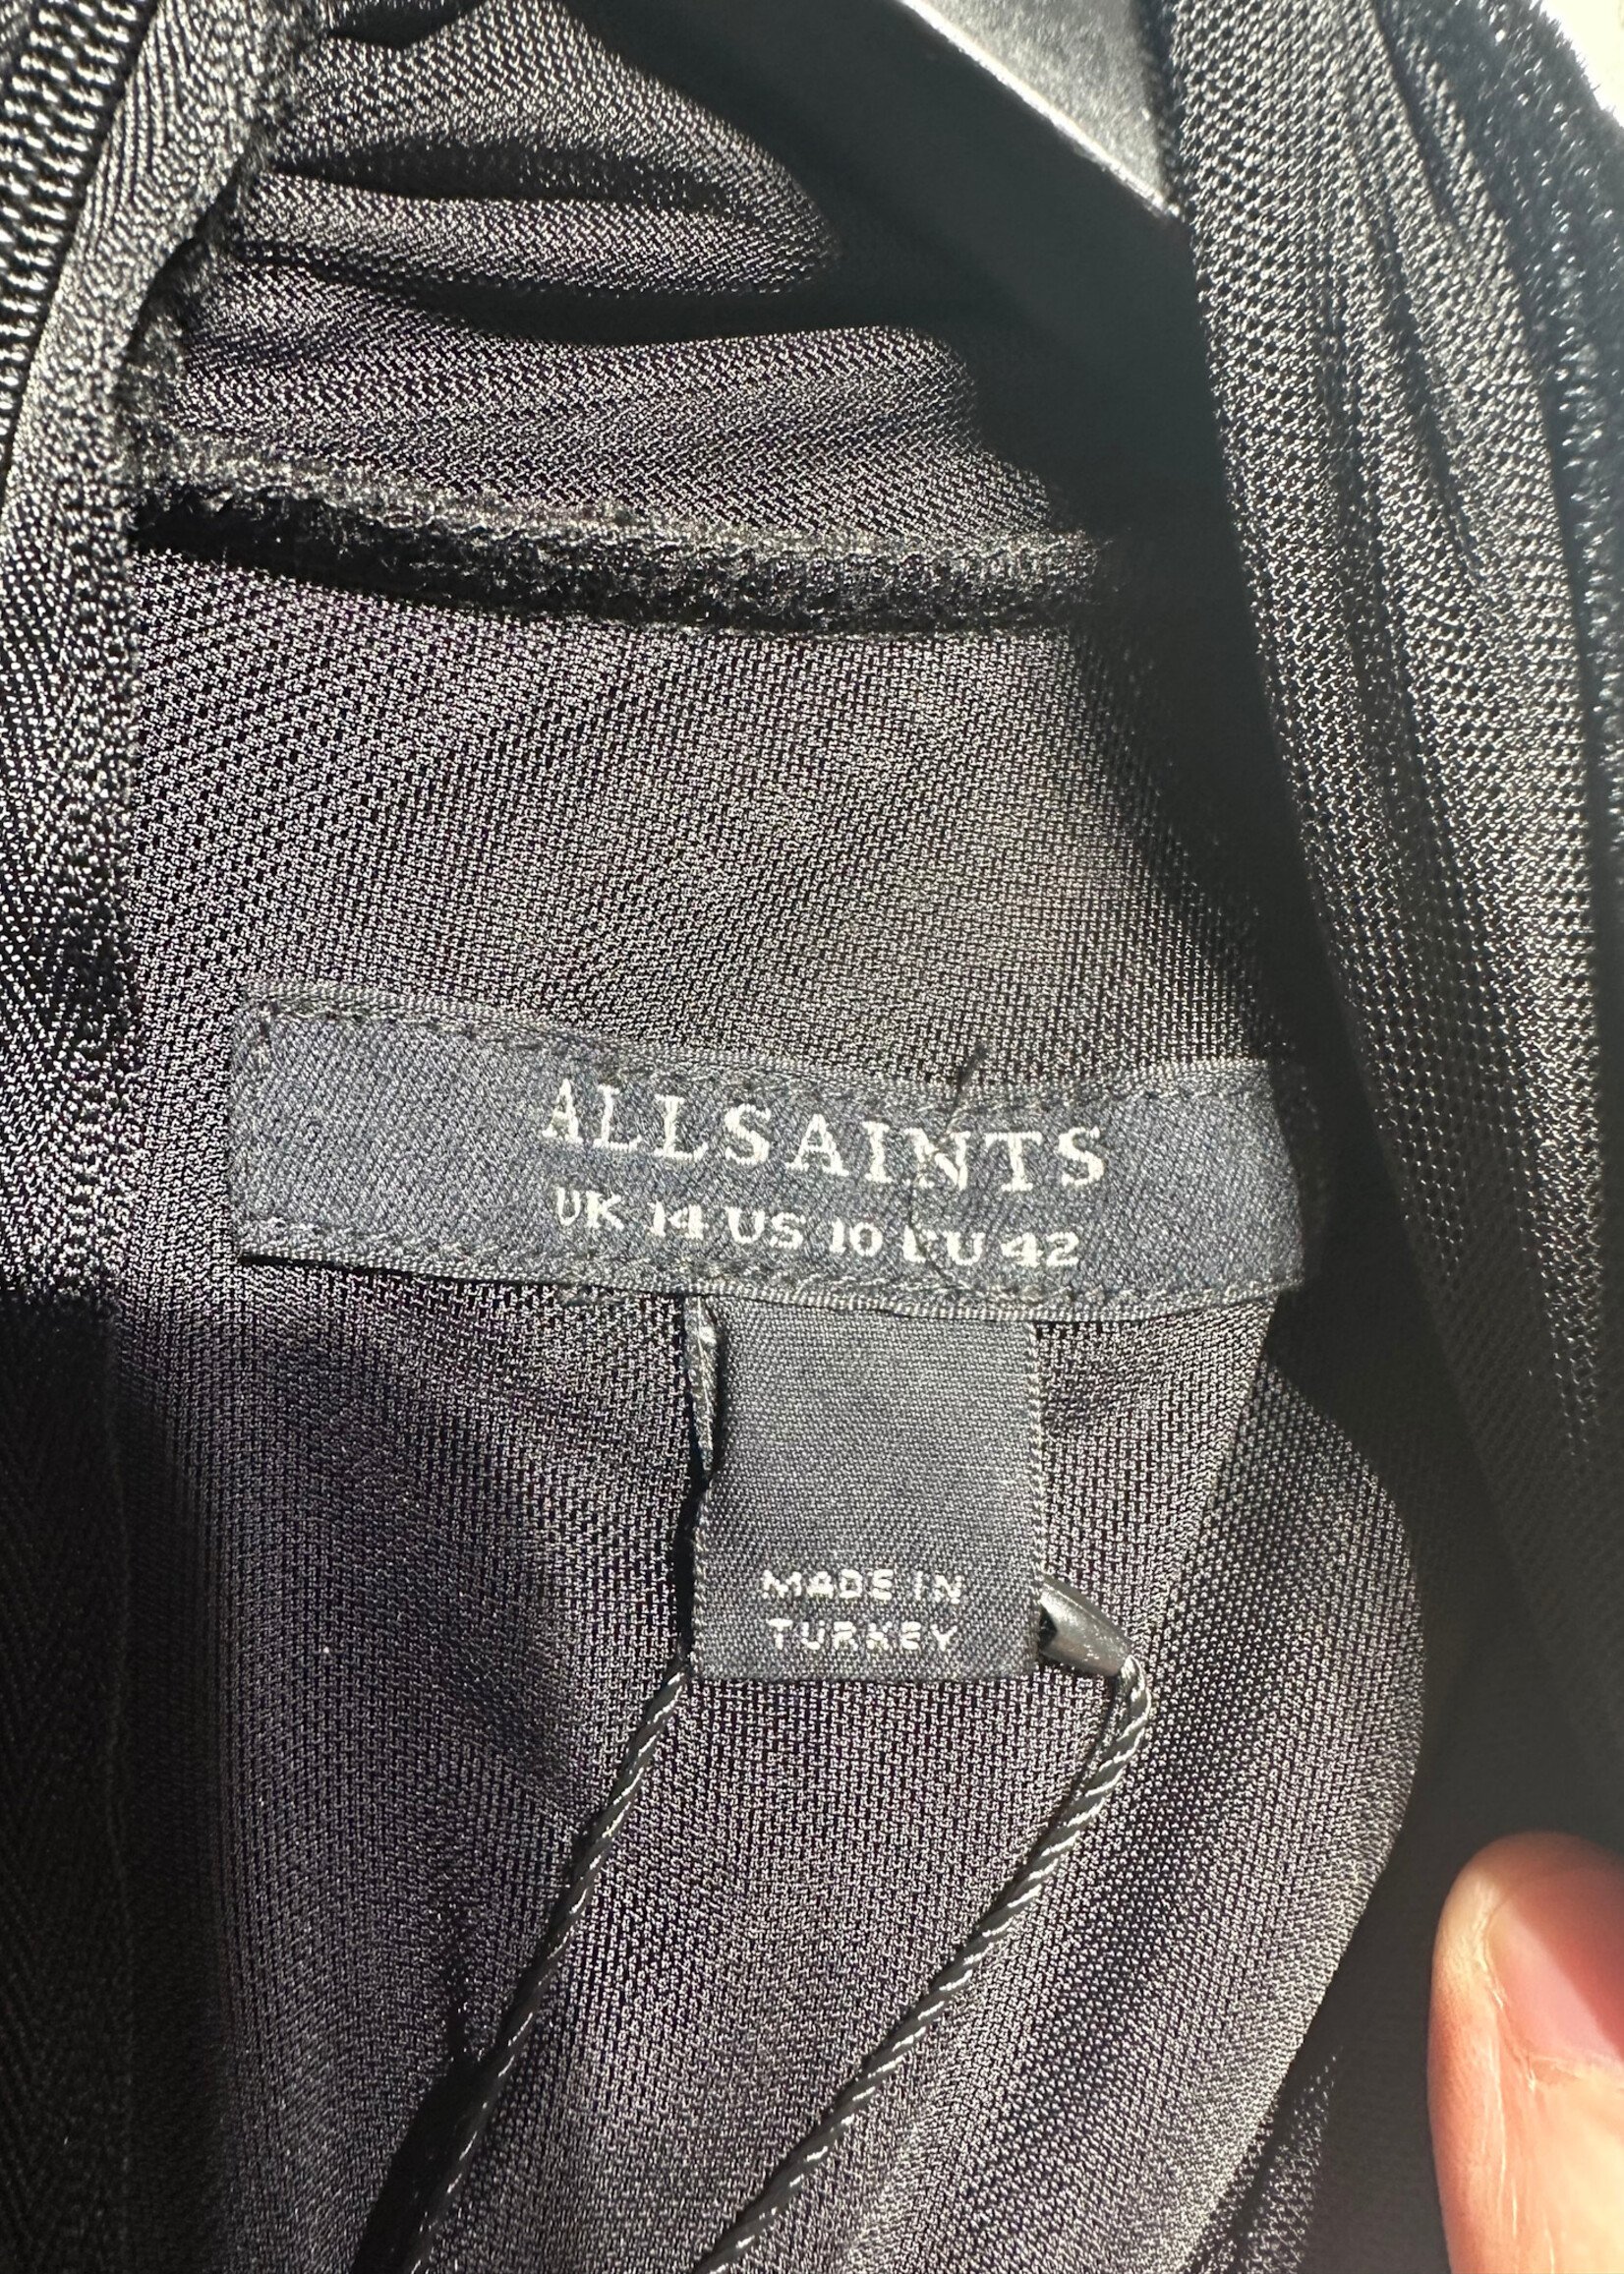 ALLSAINTS
UK 14 US 10 EU 42
MADE IN
TURKEY